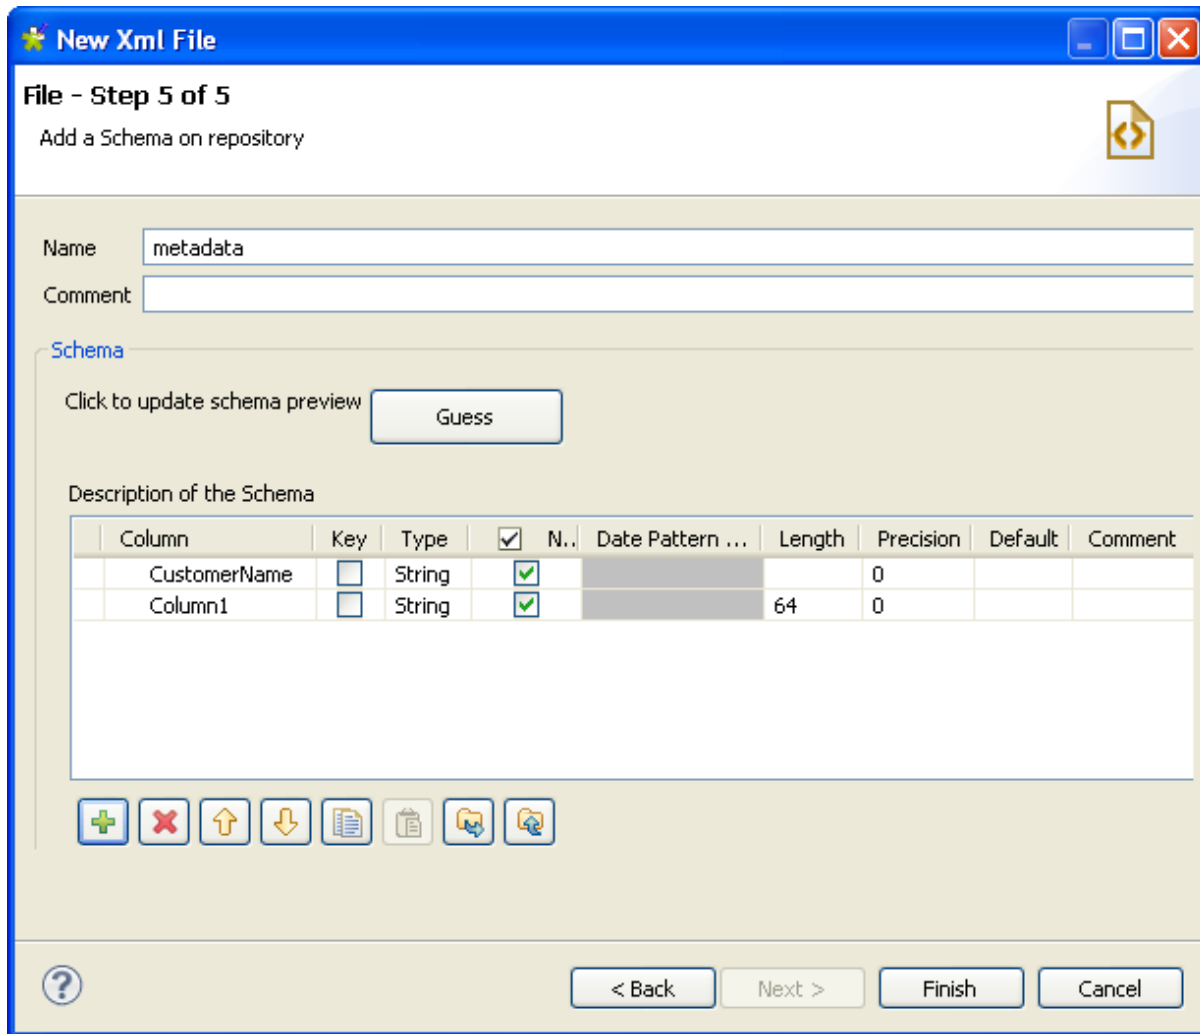 New Xml File
File - Step 5 of 5
Add a Schema on repository
Name metadata
Comment
Schema
Click to update schema preview Guess
Description of the Schema
Column Key Type N.. Date Pattern ... Length Precision Default Comment
CustomerName String 0
Column1 String 64 0
< Back Next > Finish Cancel